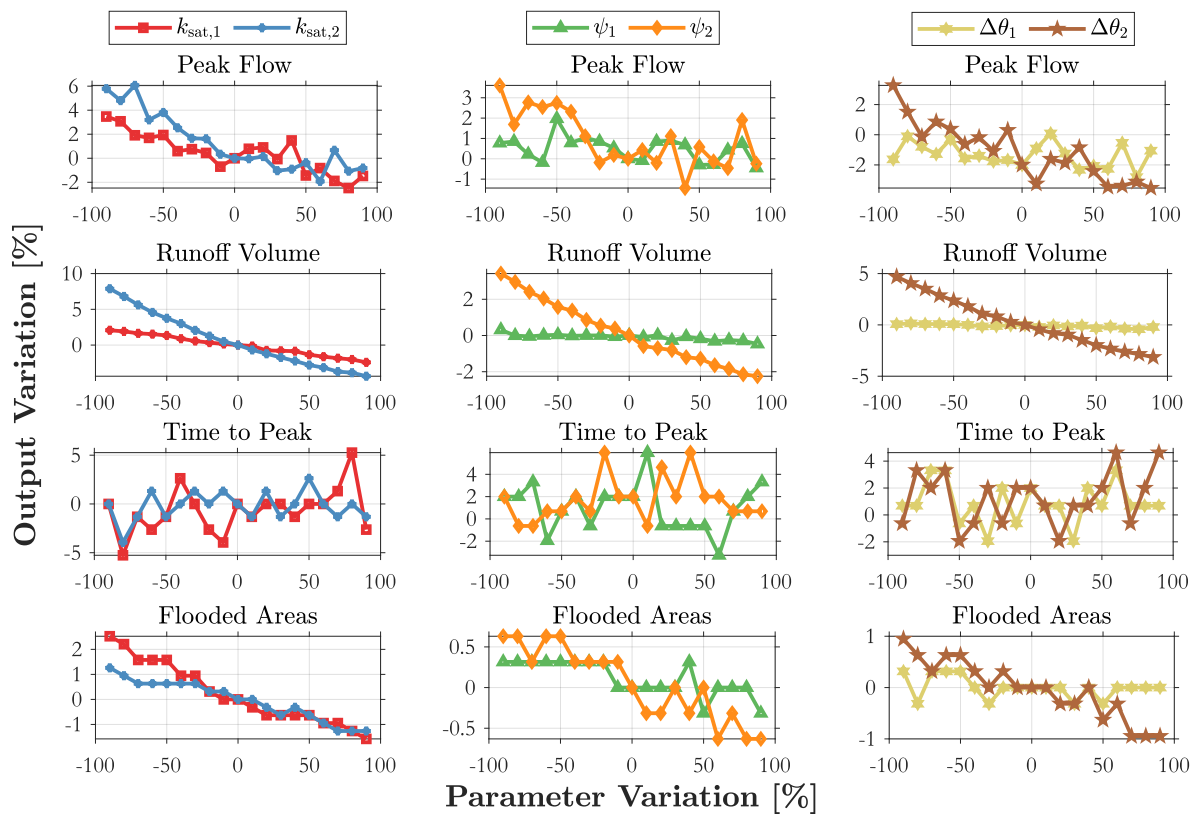 k_sat,1 k_sat,2
ψ_1 ψ_2
Δθ_1 Δθ_2
Peak Flow
6
4
2
0
-2
-100 -50 0 50 100
Peak Flow
3
2
1
0
-1
-100 -50 0 50 100
Peak Flow
2
0
-2
-100 -50 0 50 100
Output Variation [%]
Runoff Volume
10
5
0
-100 -50 0 50 100
Runoff Volume
2
0
-2
-100 -50 0 50 100
Runoff Volume
5
0
-5
-100 -50 0 50 100
Time to Peak
5
0
-5
-100 -50 0 50 100
Time to Peak
4
2
0
-2
-100 -50 0 50 100
Time to Peak
4
2
0
-2
-100 -50 0 50 100
Flooded Areas
2
1
0
-1
-100 -50 0 50 100
Flooded Areas
0.5
0
-0.5
-100 -50 0 50 100
Flooded Areas
1
0
-1
-100 -50 0 50 100
Parameter Variation [%]